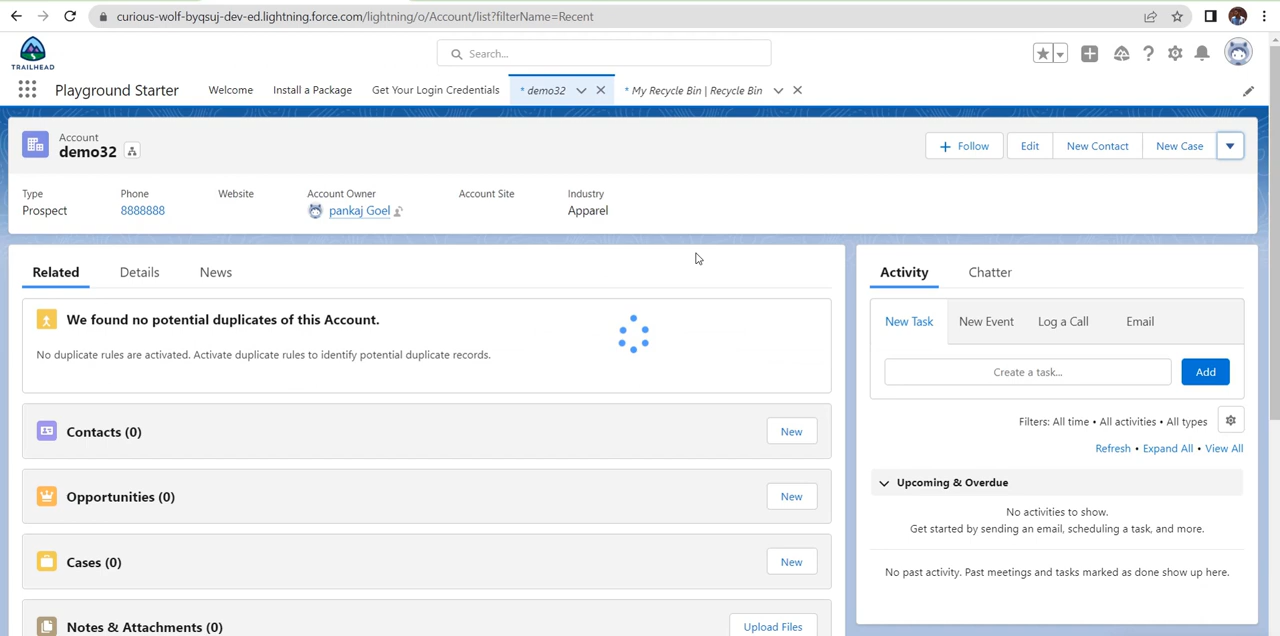 curious-wolf-byqsuj-dev-ed.lightning.force.com/lightning/o/Account/list?filterName=Recent
TRAILHEAD
Search...
Playground Starter
Welcome
Install a Package
Get Your Login Credentials
* demo32
* My Recycle Bin | Recycle Bin
Account
demo32
Follow
Edit
New Contact
New Case
Type
Phone
Website
Account Owner
Account Site
Industry
Prospect
8888888
pankaj Goel
Apparel
Related
Details
News
We found no potential duplicates of this Account.
No duplicate rules are activated. Activate duplicate rules to identify potential duplicate records.
Contacts (0)
New
Opportunities (0)
New
Cases (0)
New
Notes & Attachments (0)
Upload Files
Activity
Chatter
New Task
New Event
Log a Call
Email
Create a task...
Add
Filters: All time • All activities • All types
Refresh • Expand All • View All
Upcoming & Overdue
No activities to show.
Get started by sending an email, scheduling a task, and more.
No past activity. Past meetings and tasks marked as done show up here.